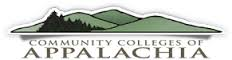 COMMUNITY COLLEGES OF
APPALACHIA